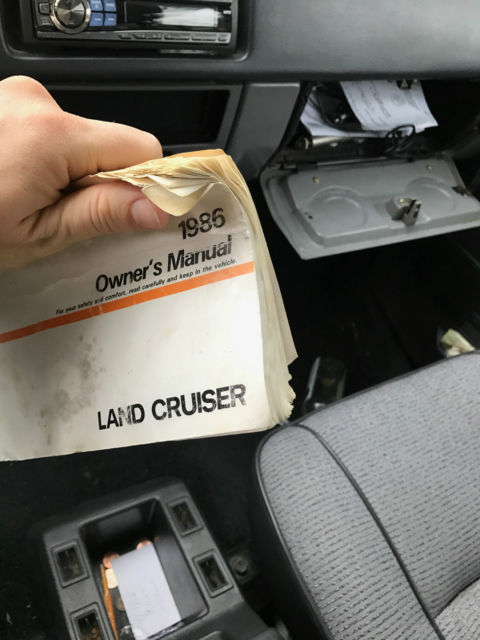 1986
Owner's Manual
For your safety and comfort, read carefully and keep in the vehicle.
LAND CRUISER